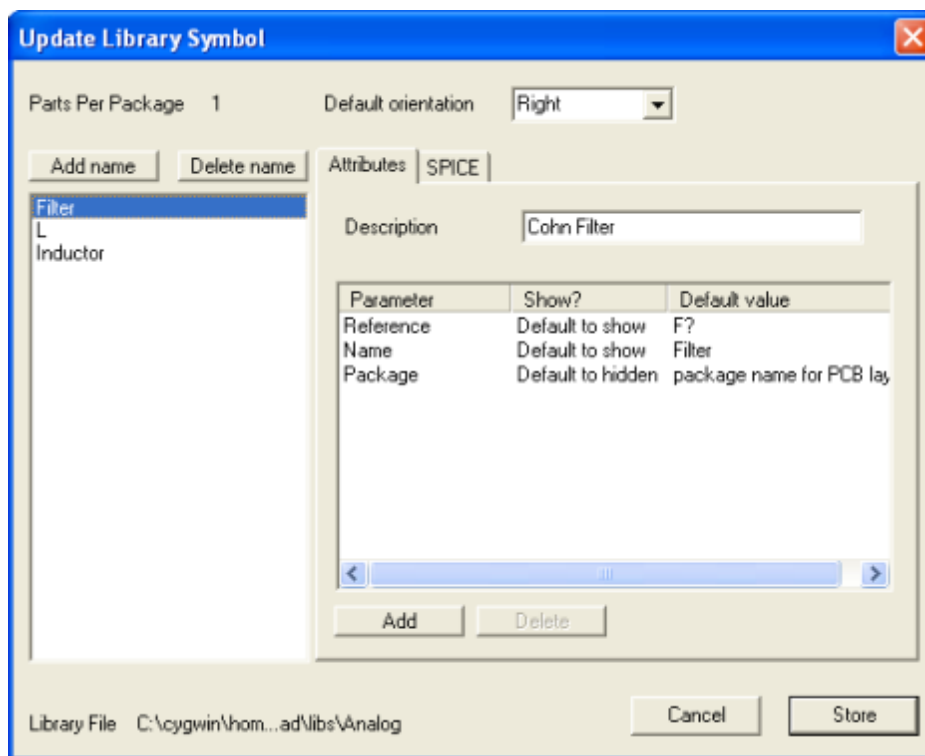 Update Library Symbol
Parts Per Package 1 Default orientation Right
Add name Delete name Attributes SPICE
Filter
L
Inductor
Description Cohn Filter
Parameter Show? Default value
Reference Default to show F?
Name Default to show Filter
Package Default to hidden package name for PCB lay
Add Delete
Library File C:\cygwin\hom...ad\libs\Analog Cancel Store